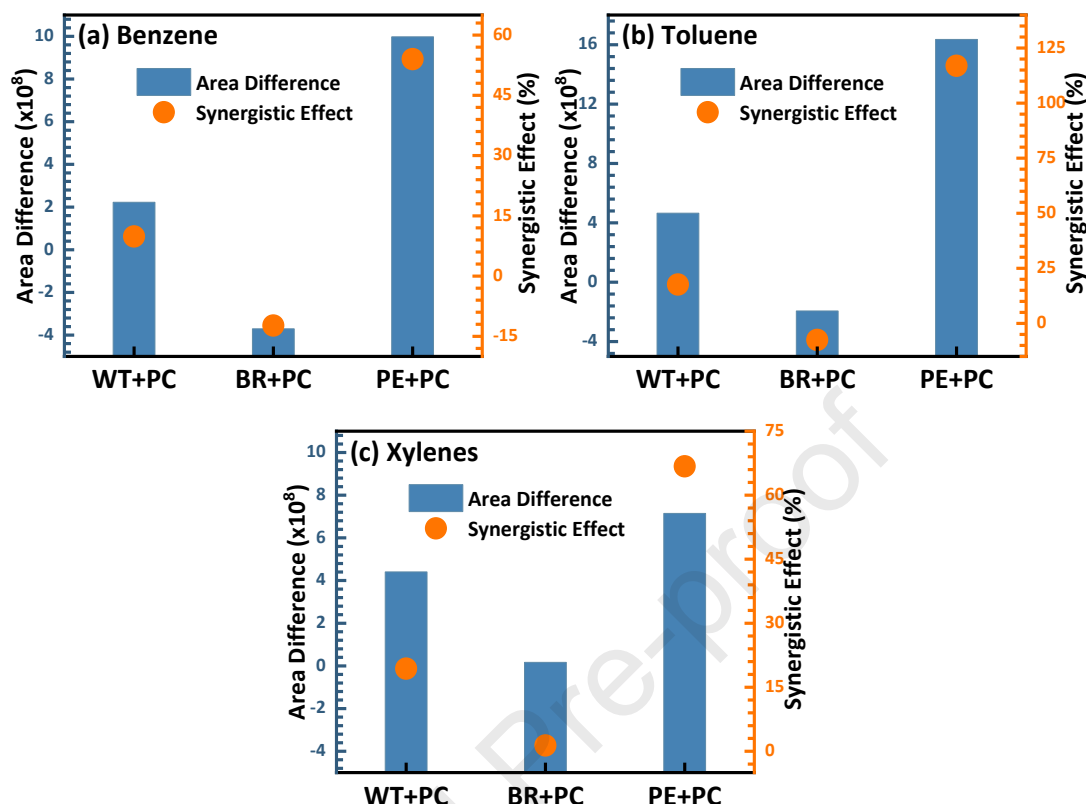 (a) Benzene
Area Difference
Synergistic Effect
Area Difference (x10⁸)
10
8
6
4
2
0
-2
-4
60
45
30
15
0
-15
Synergistic Effect (%)
WT+PC
BR+PC
PE+PC
(b) Toluene
Area Difference
Synergistic Effect
Area Difference (x10⁸)
16
12
8
4
0
-4
125
100
75
50
25
0
Synergistic Effect (%)
WT+PC
BR+PC
PE+PC
(c) Xylenes
Area Difference
Synergistic Effect
Area Difference (x10⁸)
10
8
6
4
2
0
-2
-4
75
60
45
30
15
0
Synergistic Effect (%)
WT+PC
BR+PC
PE+PC
Pre-proof